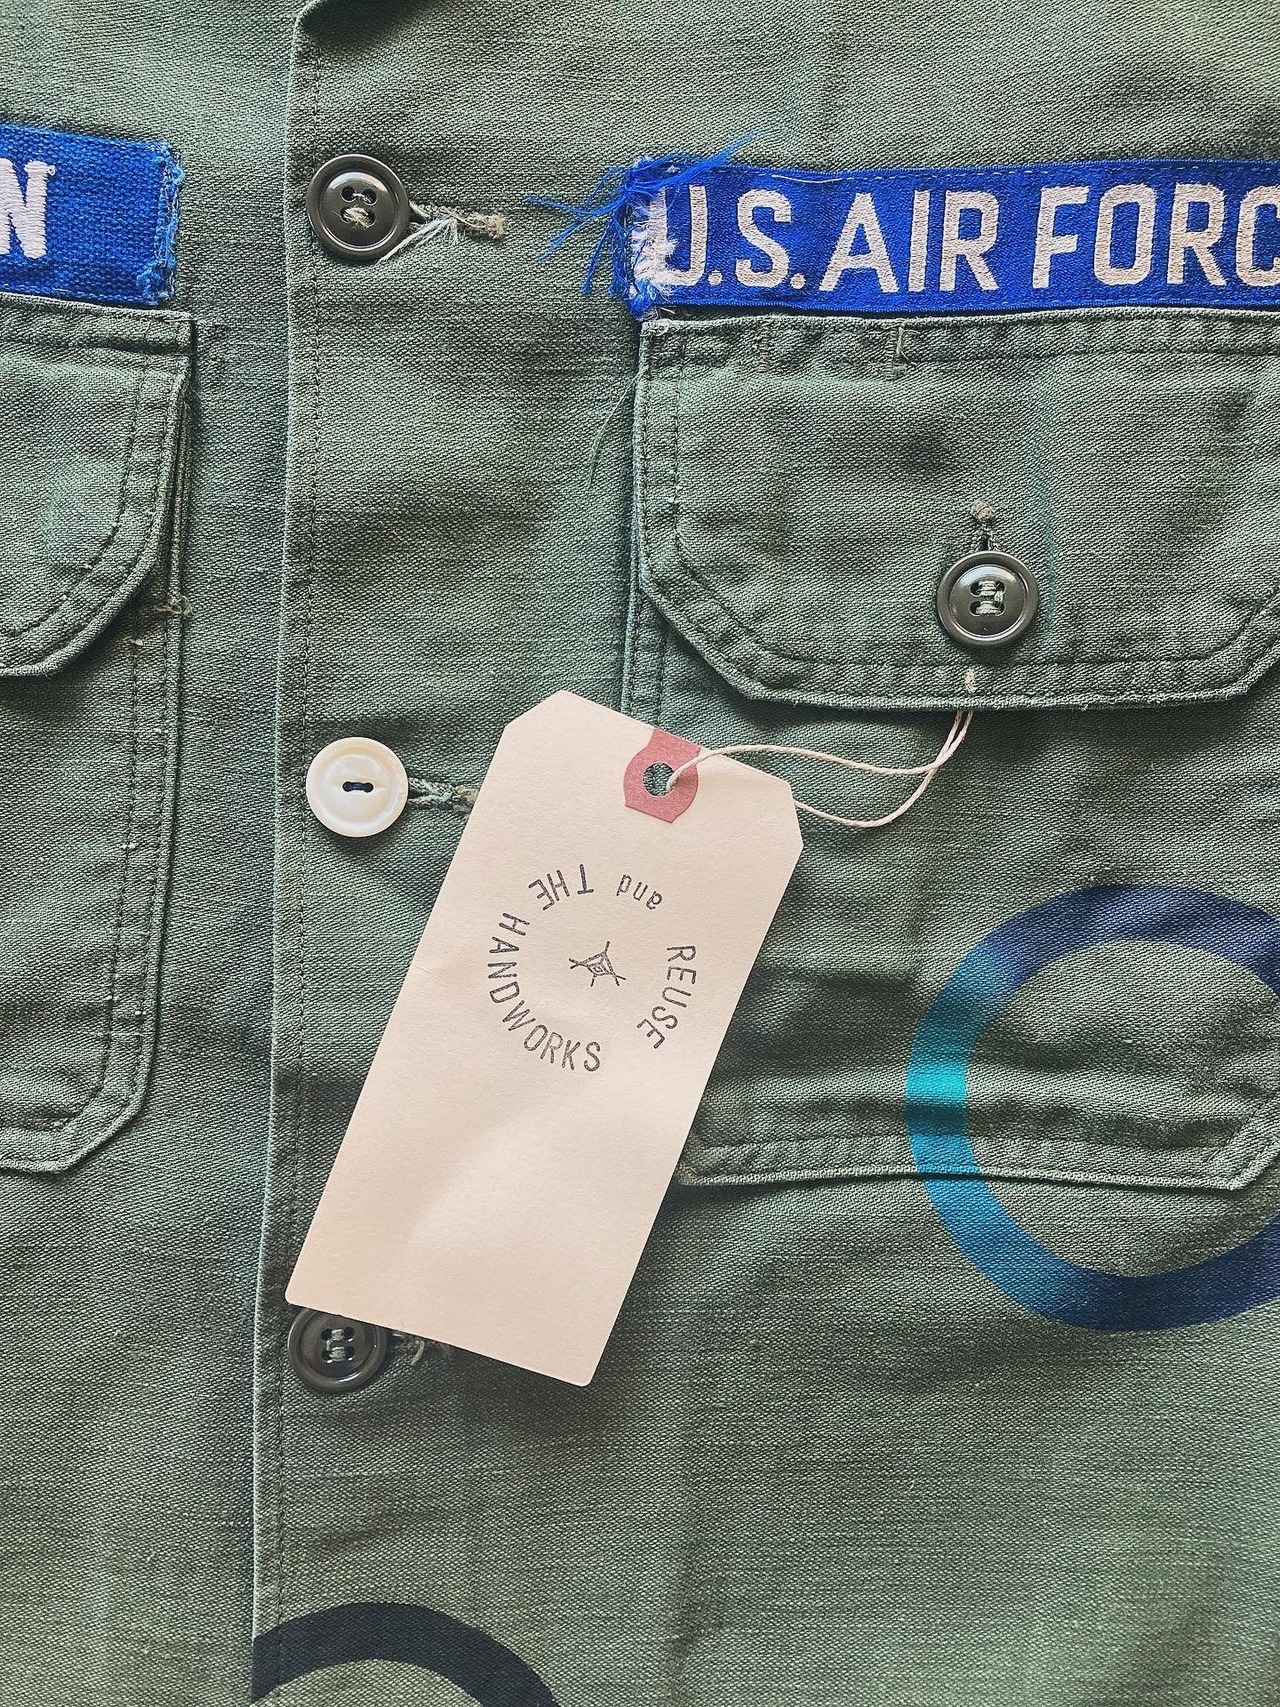 N
U.S. AIR FORC
REUSE and THE HANDWORKS